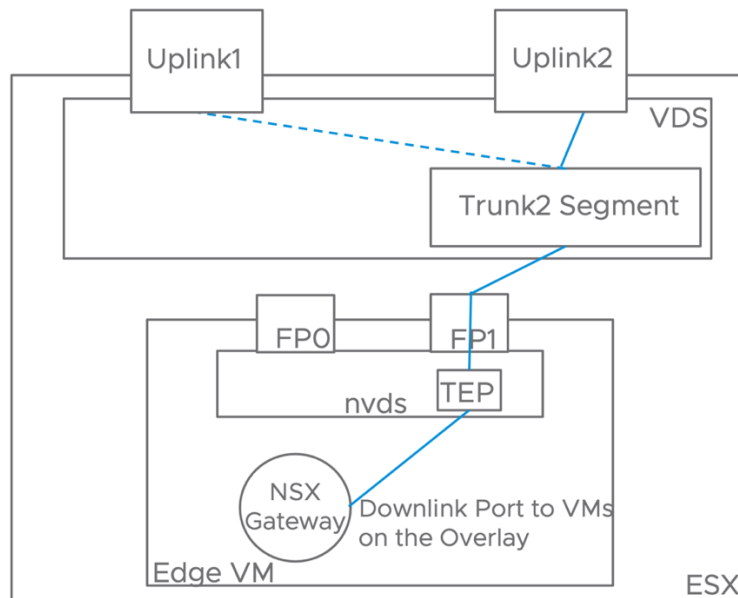 Uplink1
Uplink2
VDS
Trunk2 Segment
FP0
FP1
TEP
nvds
NSX
Gateway
Downlink Port to VMs
on the Overlay
Edge VM
ESX